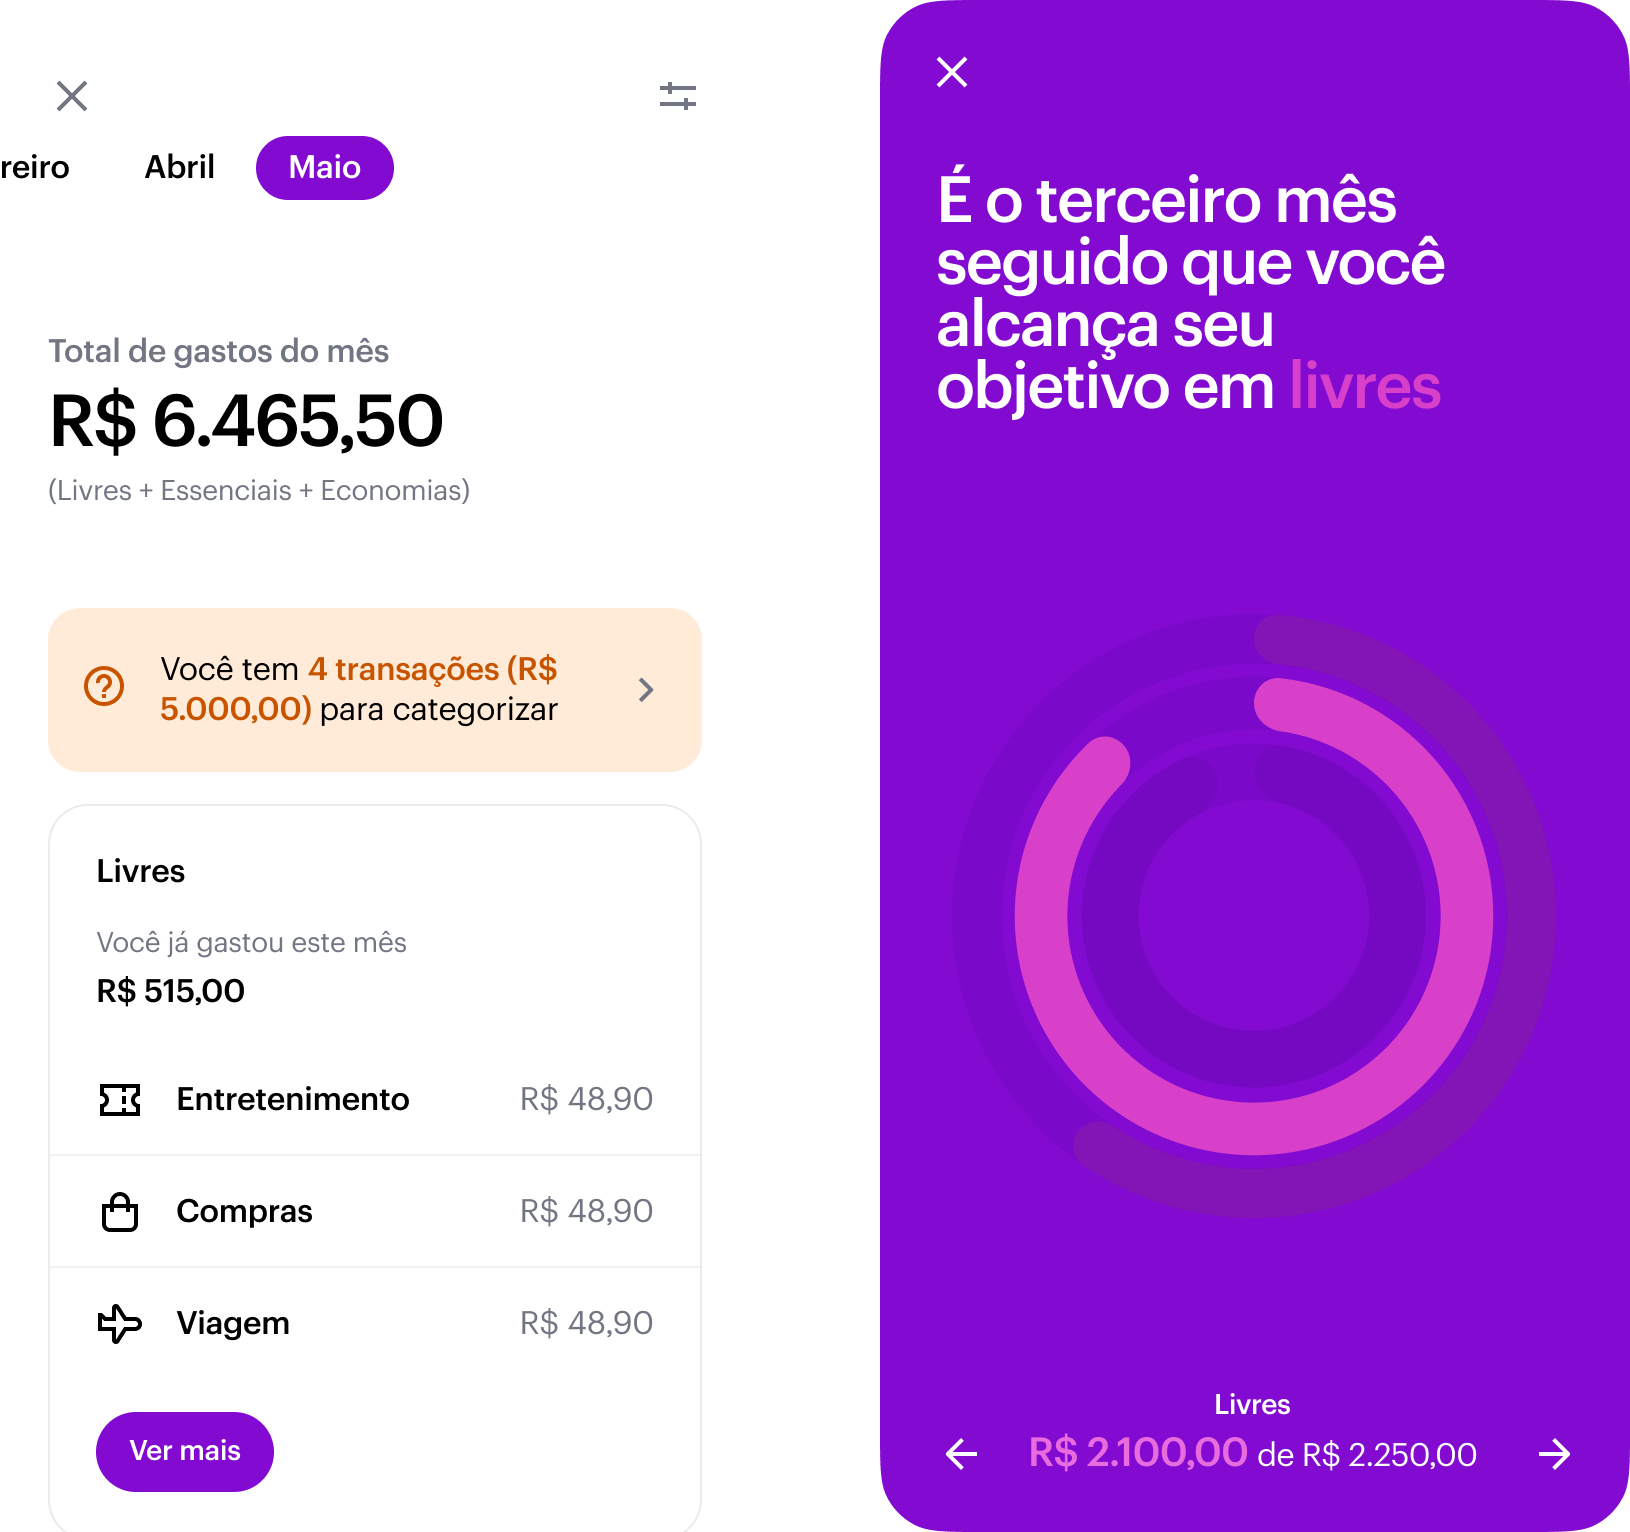 reiro
Abril
Maio
Total de gastos do mês
R$ 6.465,50
(Livres + Essenciais + Economias)
Você tem 4 transações (R$
5.000,00) para categorizar
Livres
Você já gastou este mês
R$ 515,00
Entretenimento R$ 48,90
Compras R$ 48,90
Viagem R$ 48,90
Ver mais
É o terceiro mês
seguido que você
alcança seu
objetivo em livres
Livres
R$ 2.100,00 de R$ 2.250,00